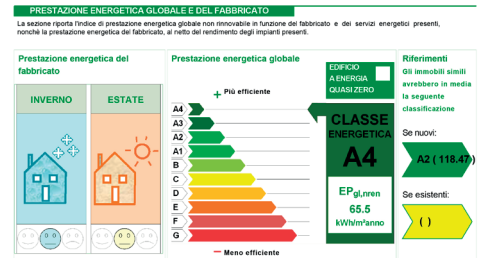 PRESTAZIONE ENERGETICA GLOBALE E DEL FABBRICATO
La sezione riporta l'indice di prestazione energetica globale non rinnovabile in funzione del fabbricato e dei servizi energetici presenti,
nonchè la prestazione energetica del fabbricato, al netto del rendimento degli impianti presenti.
Prestazione energetica del
fabbricato
INVERNO
ESTATE
Prestazione energetica globale
+ Più efficiente
A4
A3
A2
A1
B
C
D
E
F
G
— Meno efficiente
EDIFICIO
A ENERGIA
QUASI ZERO
CLASSE
ENERGETICA
A4
EPgl,nren
65.5
kWh/m²anno
Riferimenti
Gli immobili simili
avrebbero in media
la seguente
classificazione
Se nuovi:
A2 ( 118.47)
Se esistenti:
( )